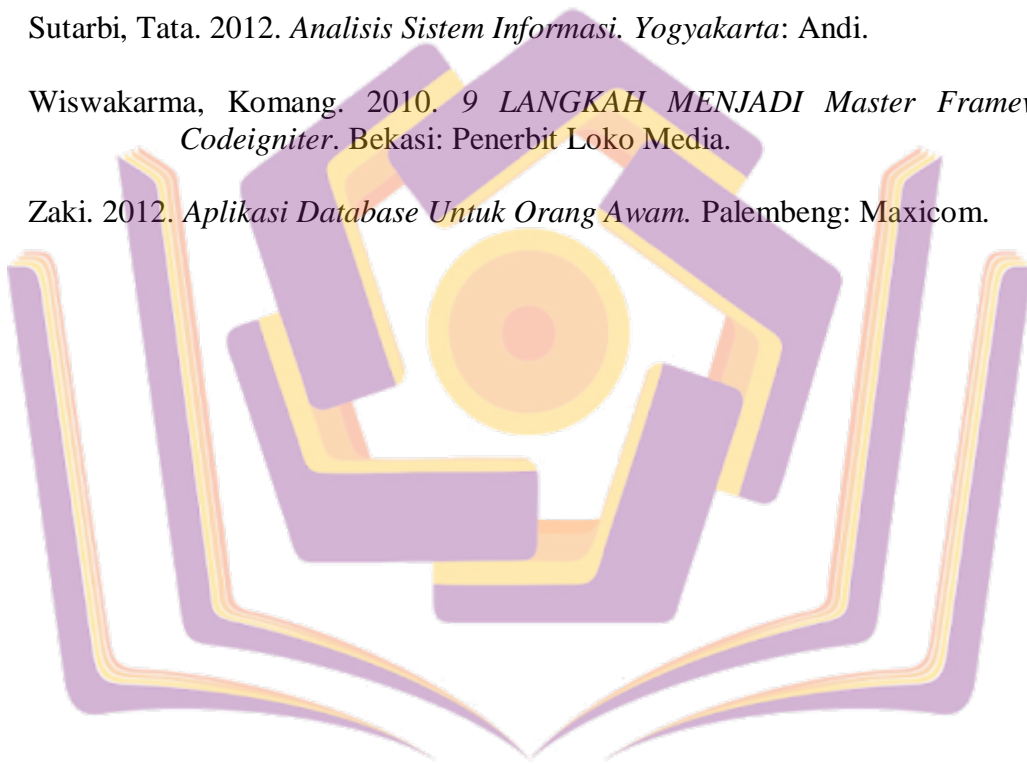 Sutarbi, Tata. 2012. Analisis Sistem Informasi. Yogyakarta: Andi.
Wiswakarma, Komang. 2010. 9 LANGKAH MENJADI Master
Codeigniter. Bekasi: Penerbit Loko Media.
Zaki. 2012. Aplikasi Database Untuk Orang Awam. Palembeng: Maxicom.